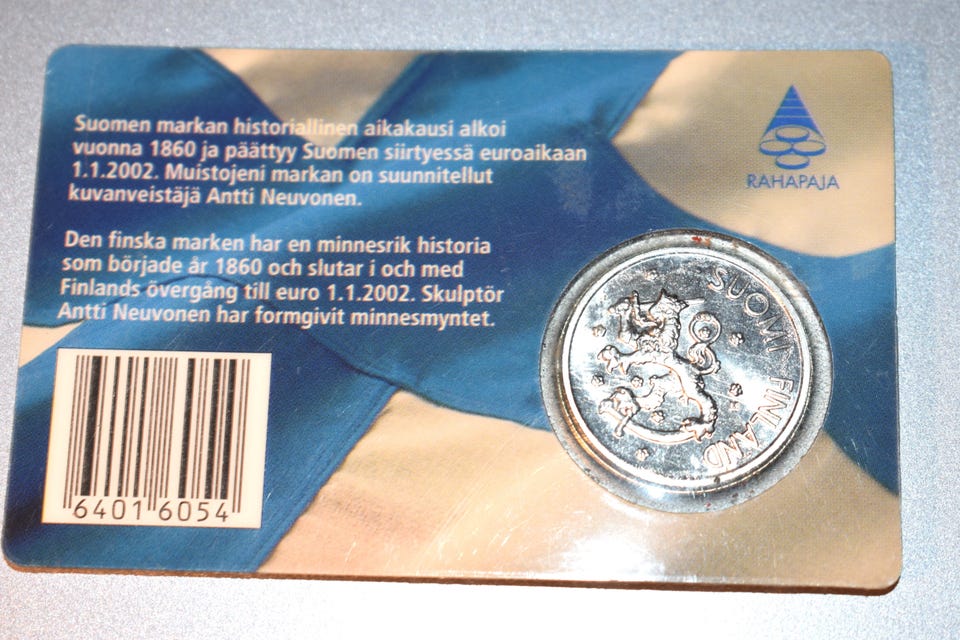 Suomen markan historiallinen aikakausi alkoi
vuonna 1860 ja päättyy Suomen siirtyessä euroaikaan
1.1.2002. Muistojeni markan on suunnitellut
kuvanveistäjä Antti Neuvonen.
Den finska marken har en minnesrik historia
som började år 1860 och slutar i och med
Finlands övergång till euro 1.1.2002. Skulptör
Antti Neuvonen har formgivit minnesmyntet.
RAHAPAJA
SUOMI FINLAND
6401 6054